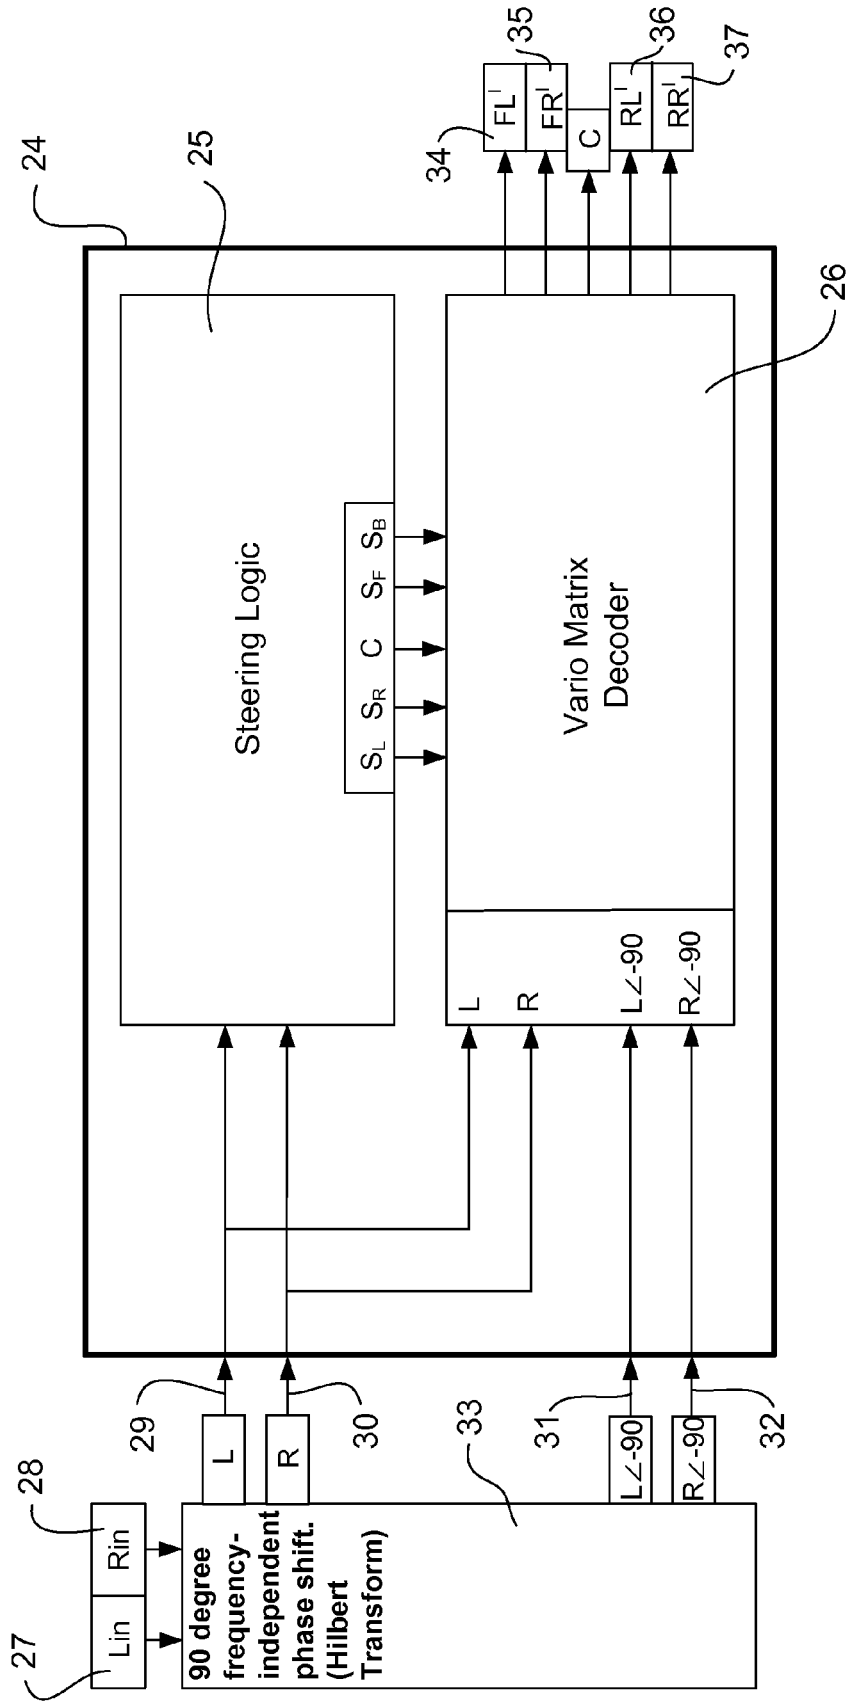 27
28
Lin
Rin
90 degree
frequency-
independent
phase shift.
(Hilbert
Transform)
33
L
R
L∠-90
R∠-90
29
30
31
32
24
25
Steering Logic
SL SR C SF SB
L
R
L∠-90
R∠-90
Vario Matrix
Decoder
26
34
35
36
37
FL'
FR'
C
RL'
RR'